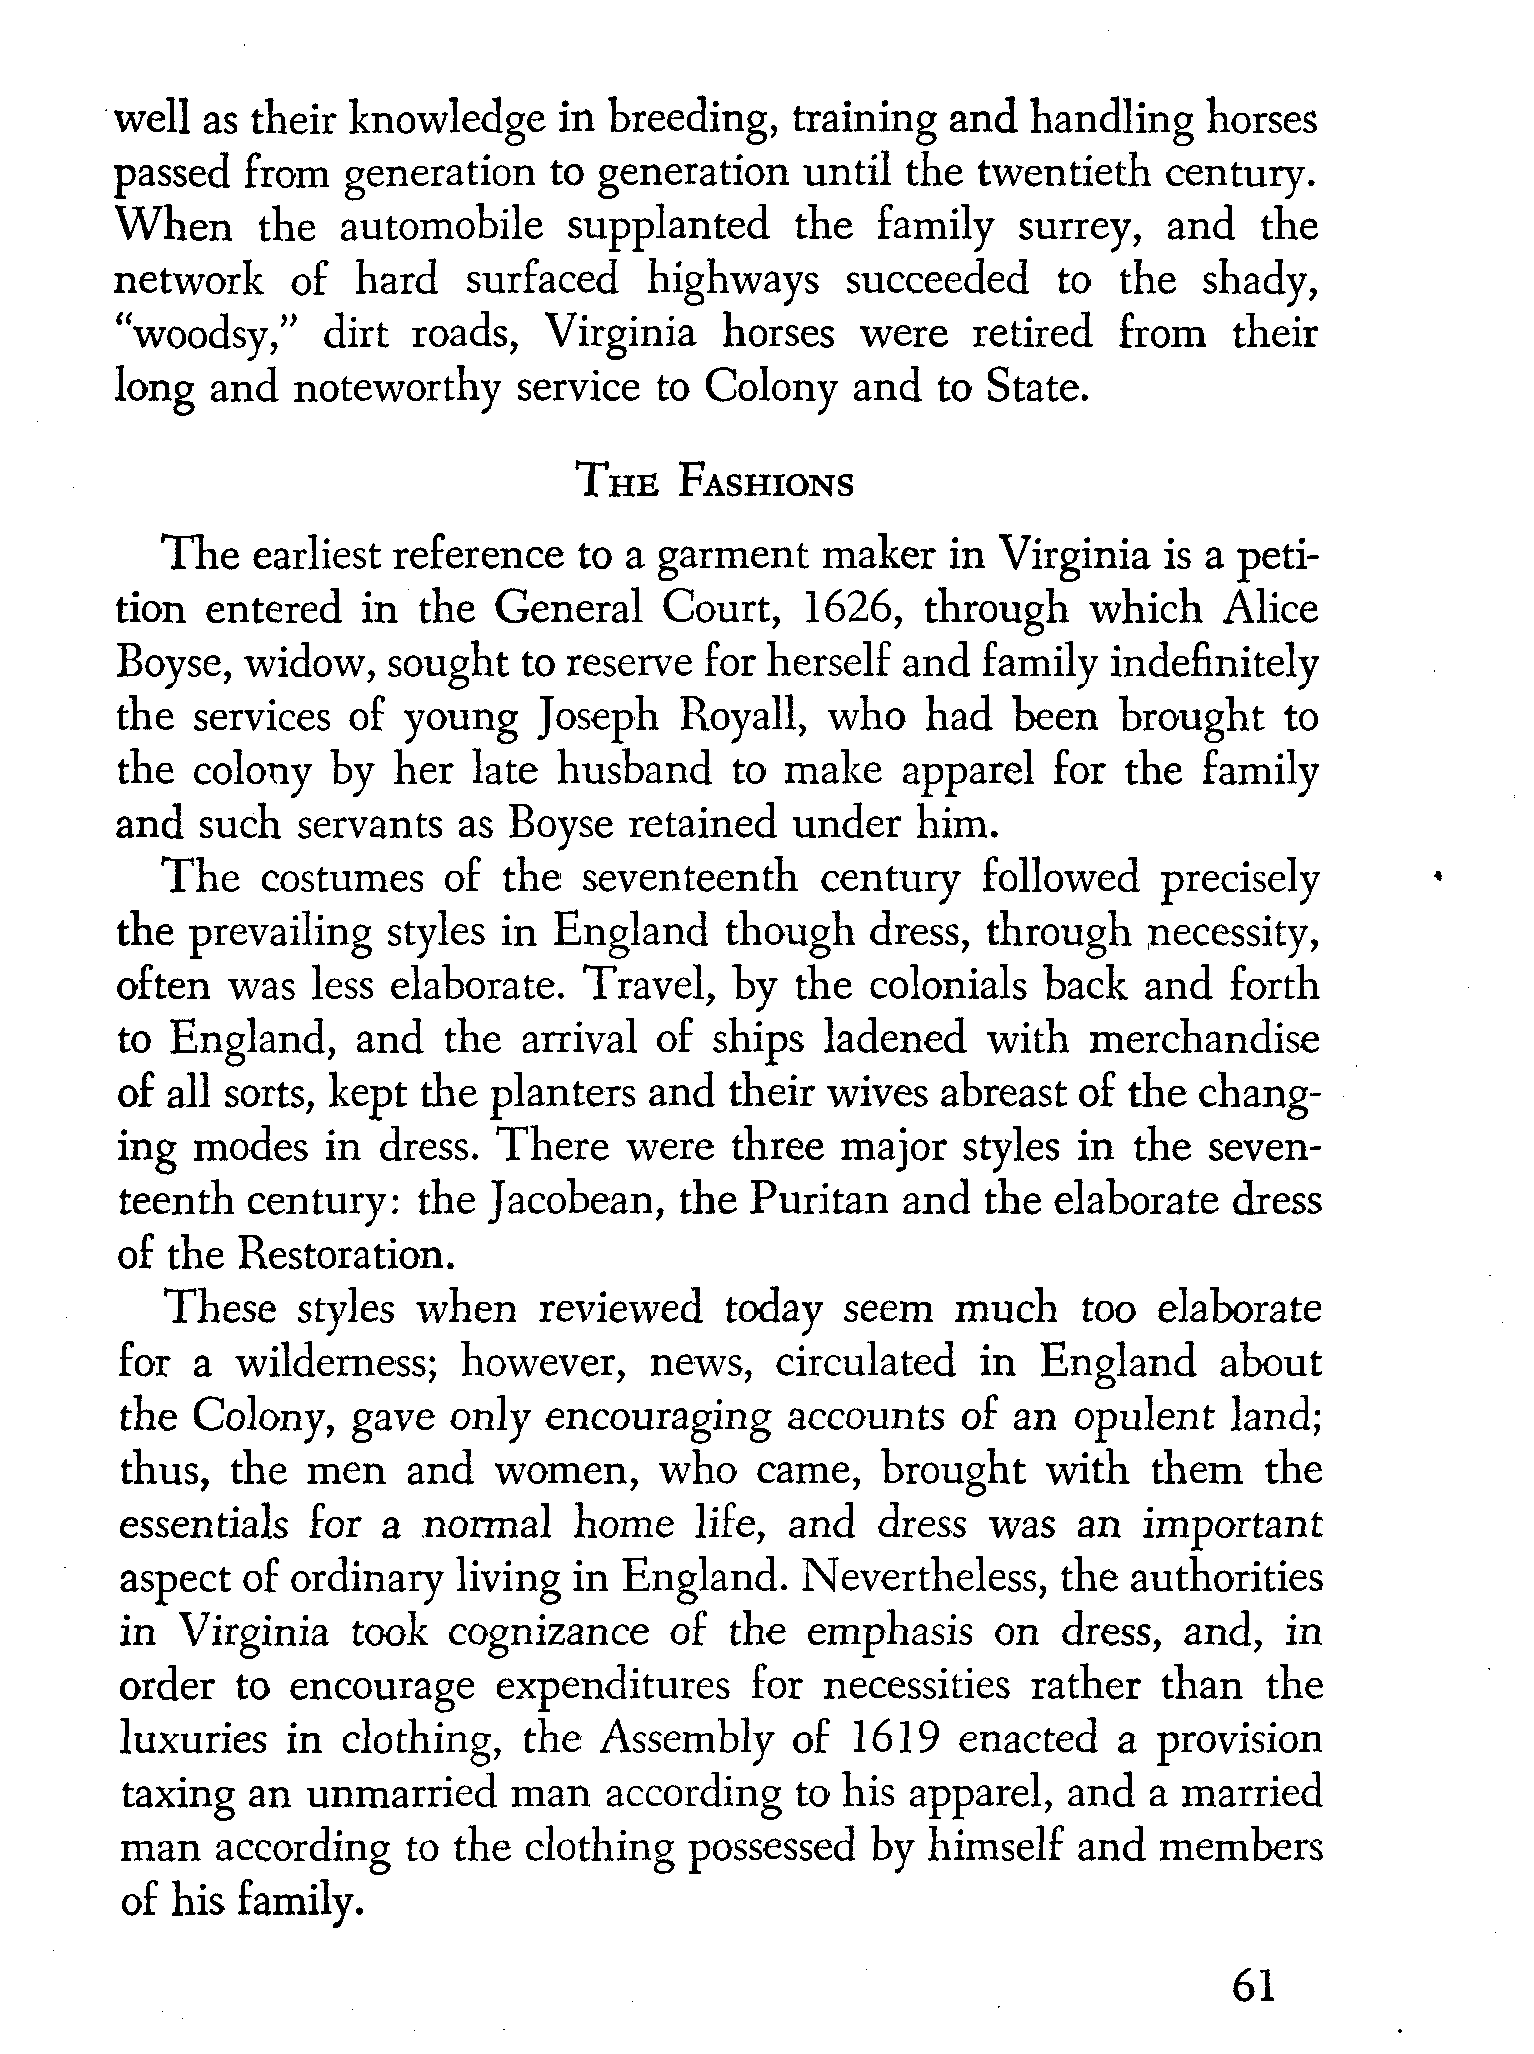 well as their knowledge in breeding, training and handling horses
passed from generation to generation until the twentieth century.
When the automobile supplanted the family surrey, and the
network of hard surfaced highways succeeded to the shady,
“woodsy,” dirt roads, Virginia horses were retired from their
long and noteworthy service to Colony and to State.
The Fashions
The earliest reference to a garment maker in Virginia is a peti-
tion entered in the General Court, 1626, through which Alice
Boyse, widow, sought to reserve for herself and family indefinitely
the services of young Joseph Royall, who had been brought to
the colony by her late husband to make apparel for the family
and such servants as Boyse retained under him.
The costumes of the seventeenth century followed precisely
the prevailing styles in England though dress, through necessity,
often was less elaborate. Travel, by the colonials back and forth
to England, and the arrival of ships ladened with merchandise
of all sorts, kept the planters and their wives abreast of the chang-
ing modes in dress. There were three major styles in the seven-
teenth century: the Jacobean, the Puritan and the elaborate dress
of the Restoration.
These styles when reviewed today seem much too elaborate
for a wilderness; however, news, circulated in England about
the Colony, gave only encouraging accounts of an opulent land;
thus, the men and women, who came, brought with them the
essentials for a normal home life, and dress was an important
aspect of ordinary living in England. Nevertheless, the authorities
in Virginia took cognizance of the emphasis on dress, and, in
order to encourage expenditures for necessities rather than the
luxuries in clothing, the Assembly of 1619 enacted a provision
taxing an unmarried man according to his apparel, and a married
man according to the clothing possessed by himself and members
of his family.
61